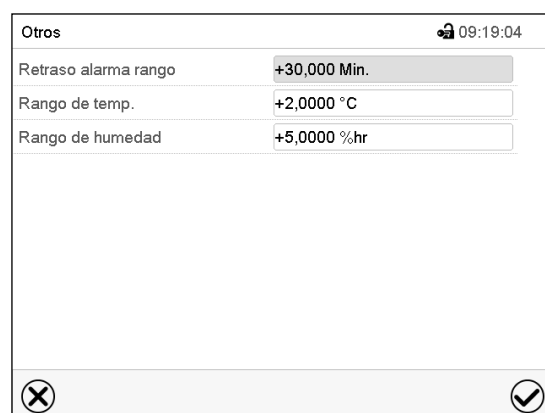 Otros 09:19:04
Retraso alarma rango +30,000 Min.
Rango de temp. +2,0000 °C
Rango de humedad +5,0000 %hr